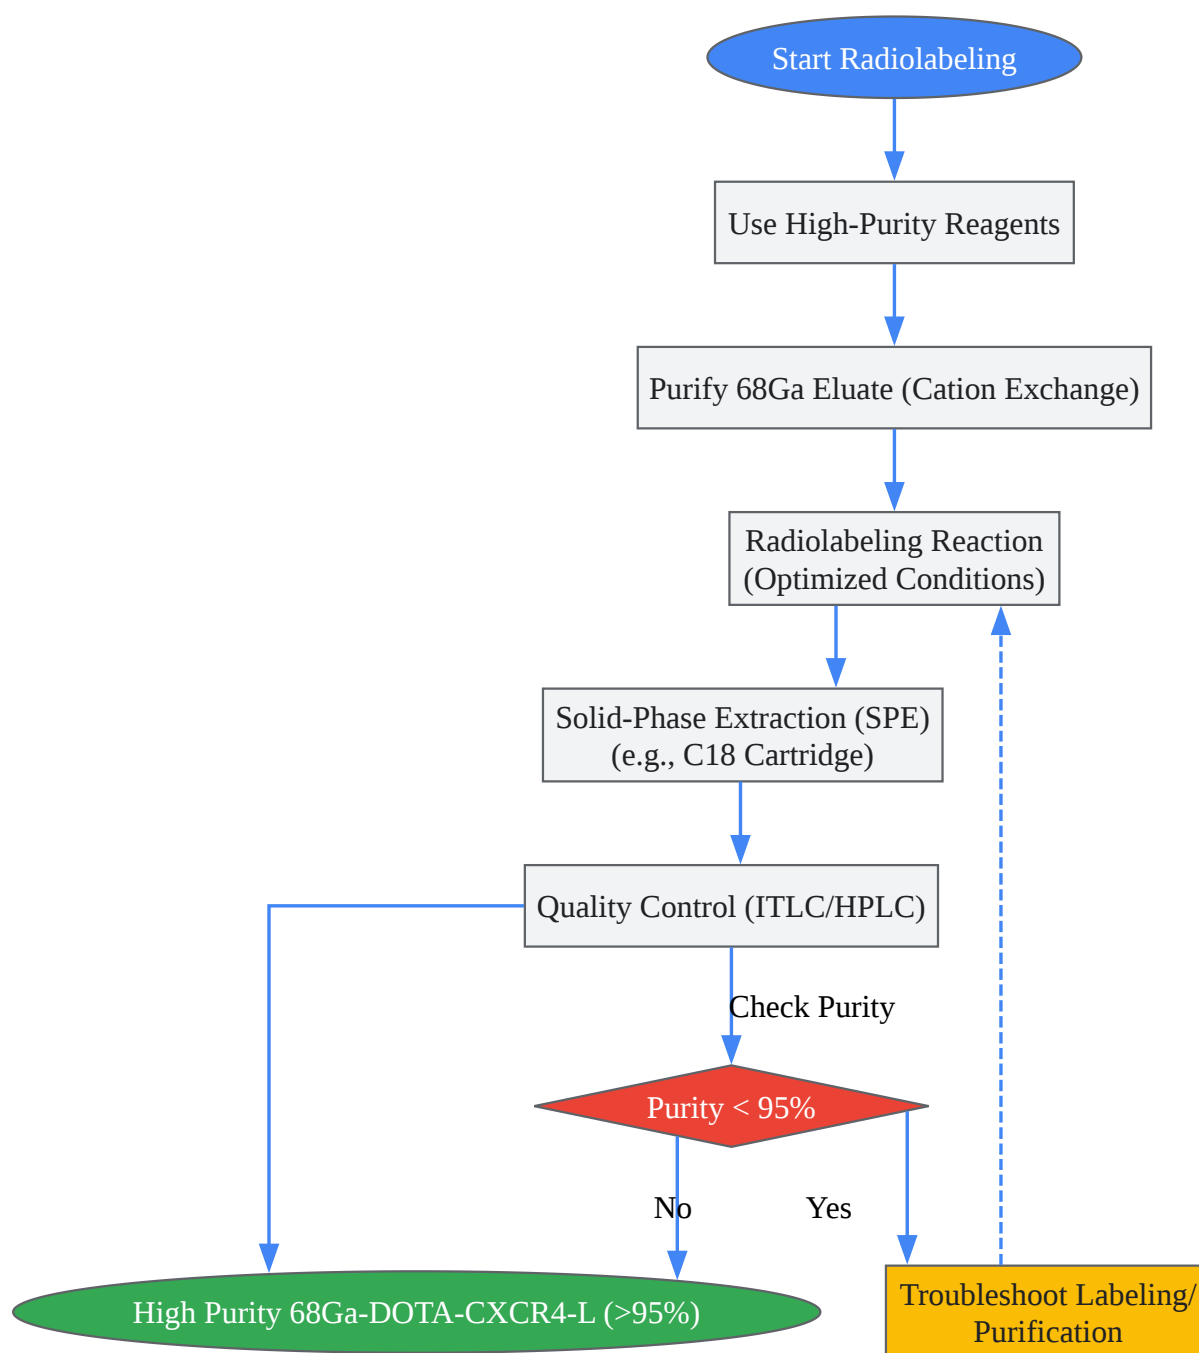 Start Radiolabeling
Use High-Purity Reagents
Purify 68Ga Eluate (Cation Exchange)
Radiolabeling Reaction
(Optimized Conditions)
Solid-Phase Extraction (SPE)
(e.g., C18 Cartridge)
Quality Control (ITLC/HPLC)
Check Purity
Purity < 95%
No
Yes
High Purity 68Ga-DOTA-CXCR4-L (>95%)
Troubleshoot Labeling/
Purification